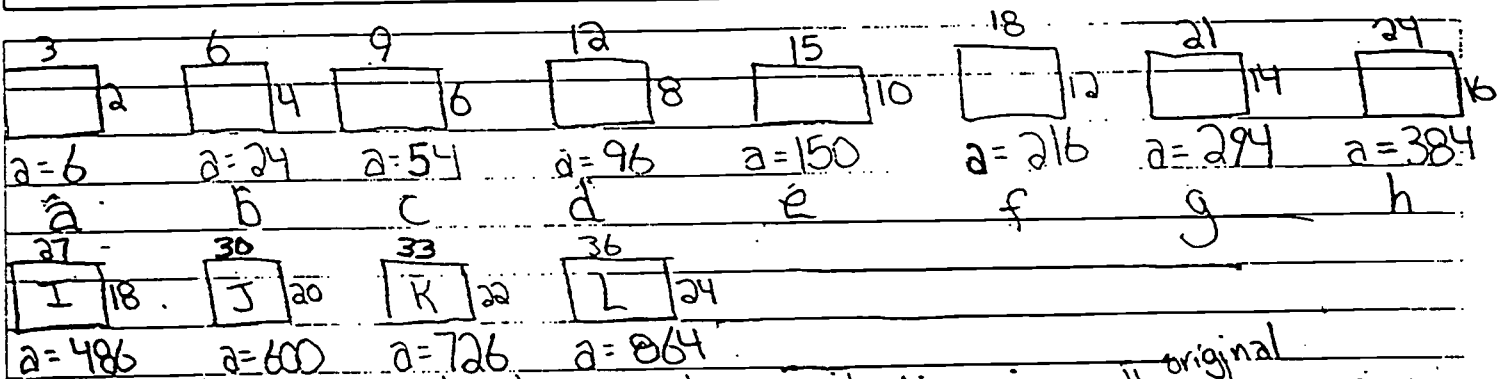 3 6 9 12 15 18 21 24
2 4 6 8 10 12 14 16
a=6 a=24 a=54 a=96 a=150 a=216 a=294 a=384
a b c d e f g h
27 30 33 36
I 18 J 20 K 22 L 24
a=486 a=600 a=726 a=864
original